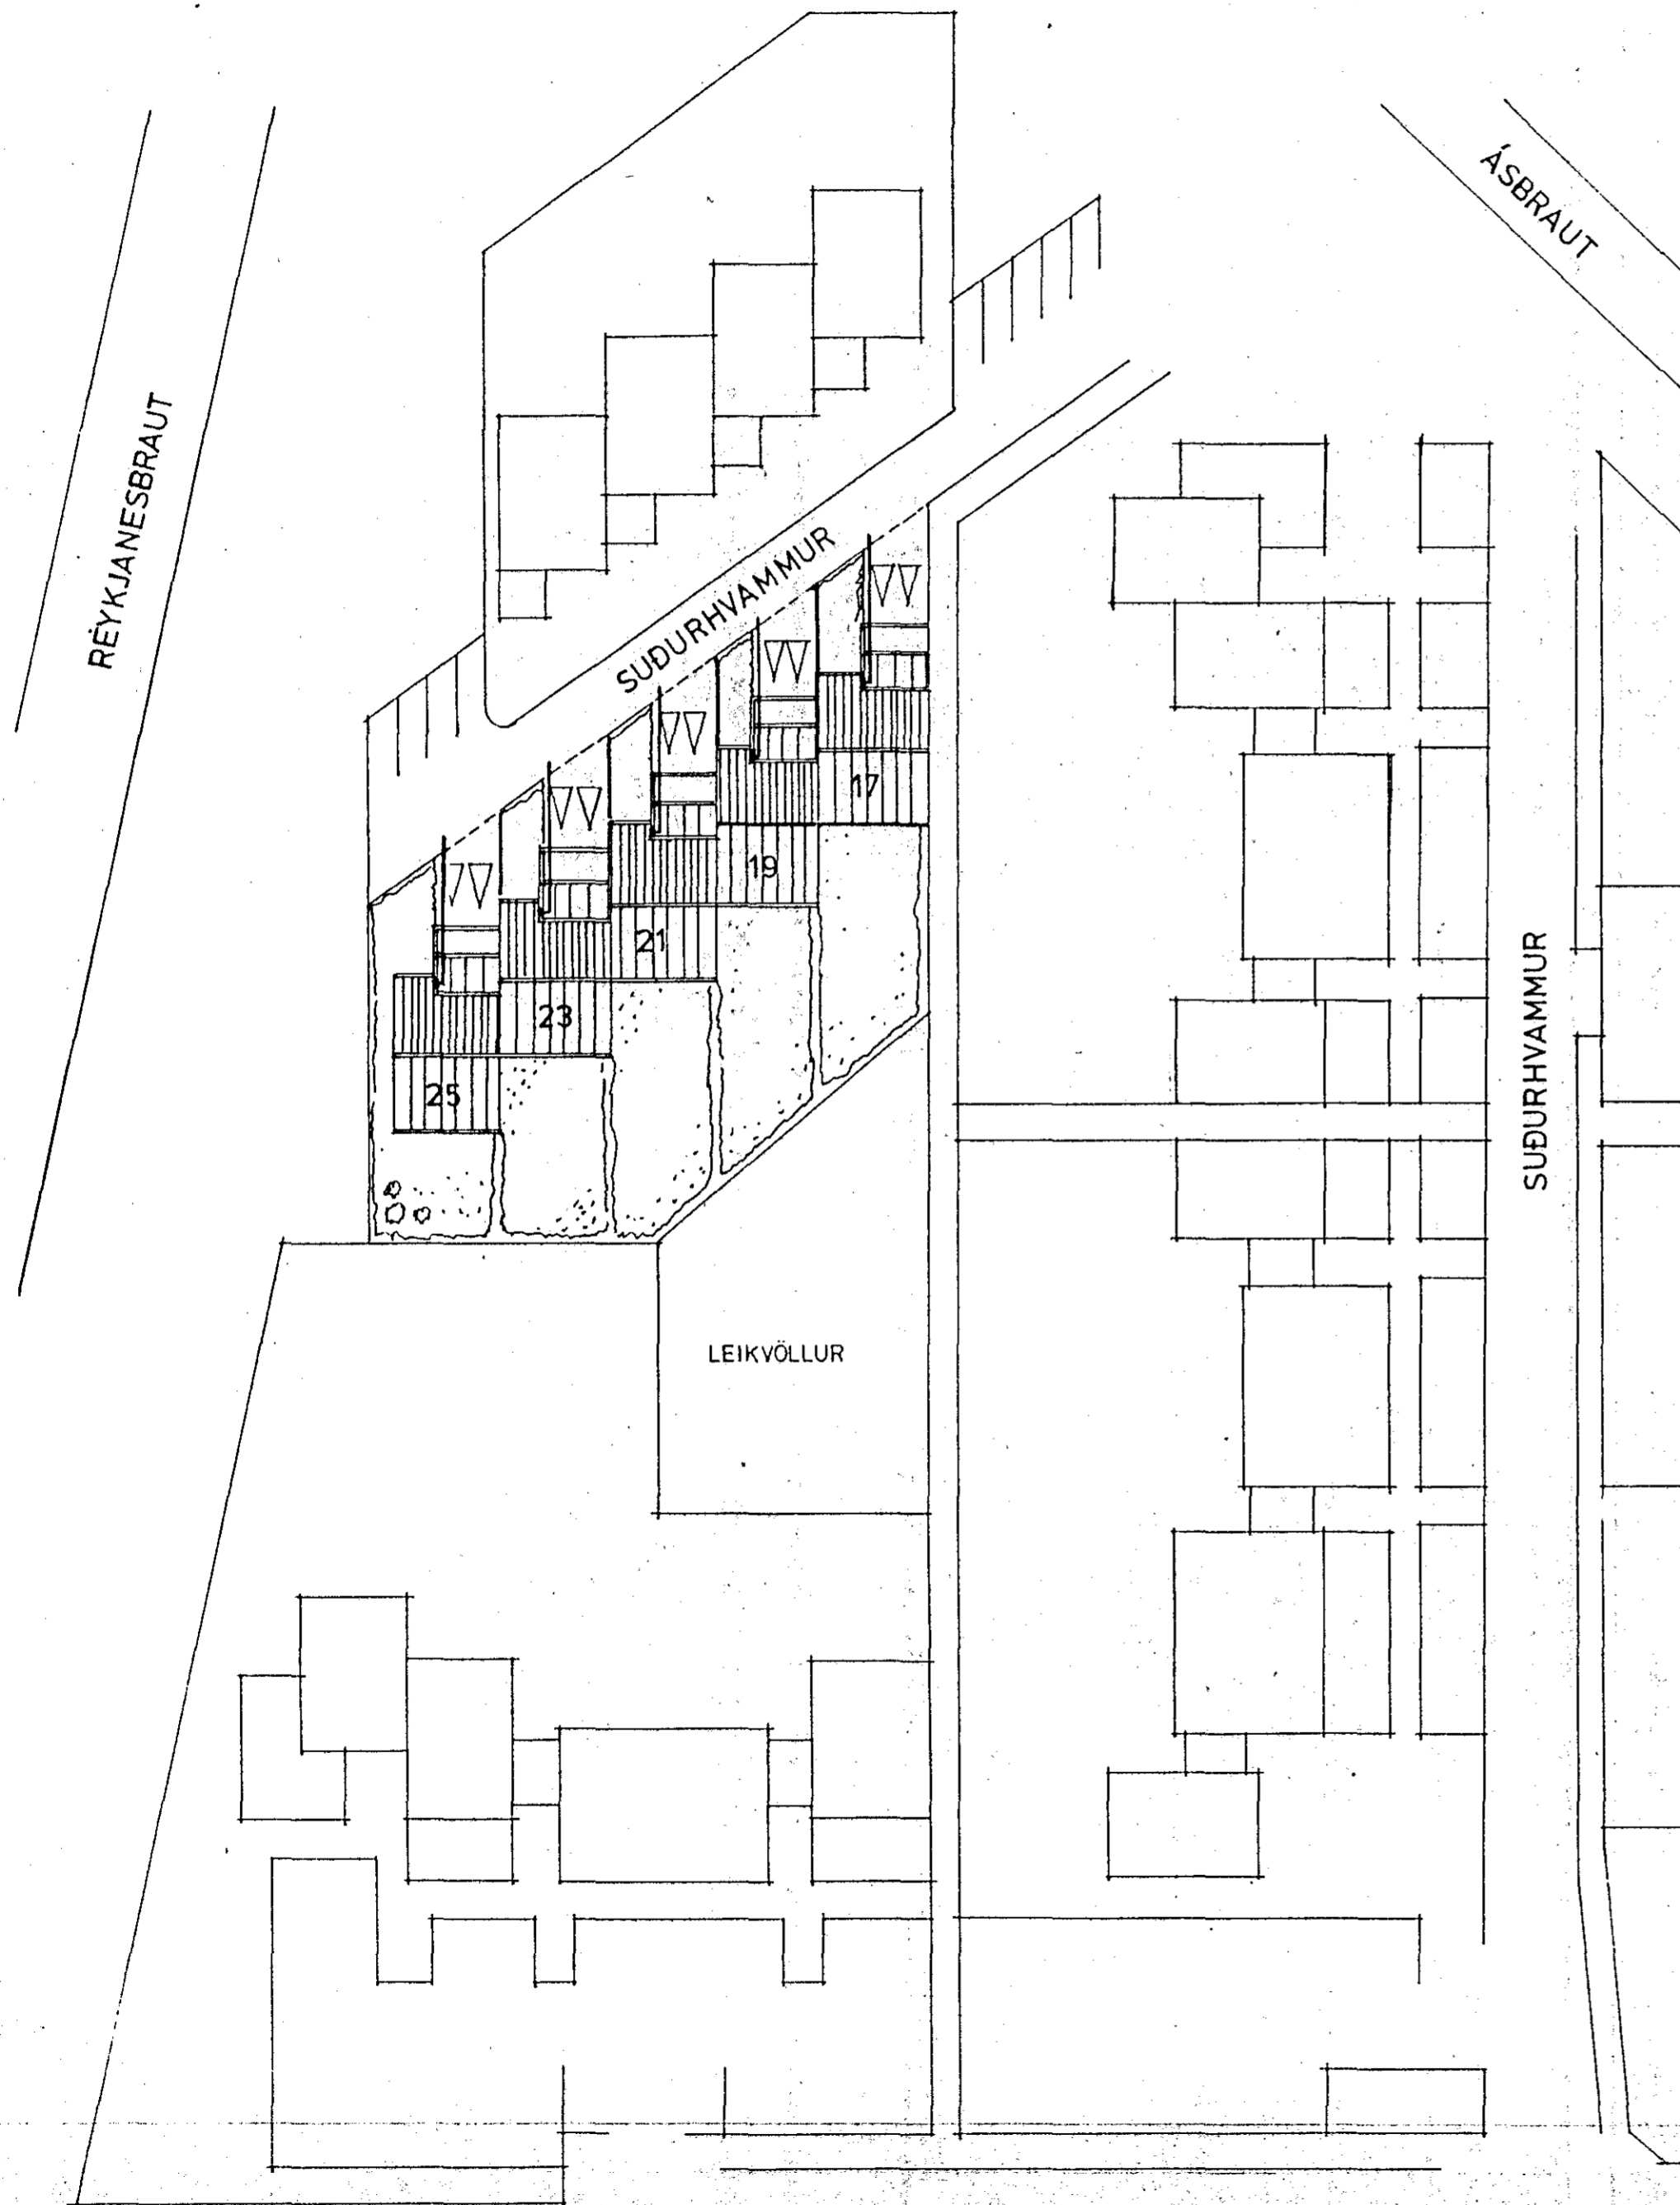 ÁSBRAUT
REYKJANESBRAUT
SUÐURHVAMMUR
17
19
21
23
25
SUÐURHVAMMUR
LEIKVÖLLUR